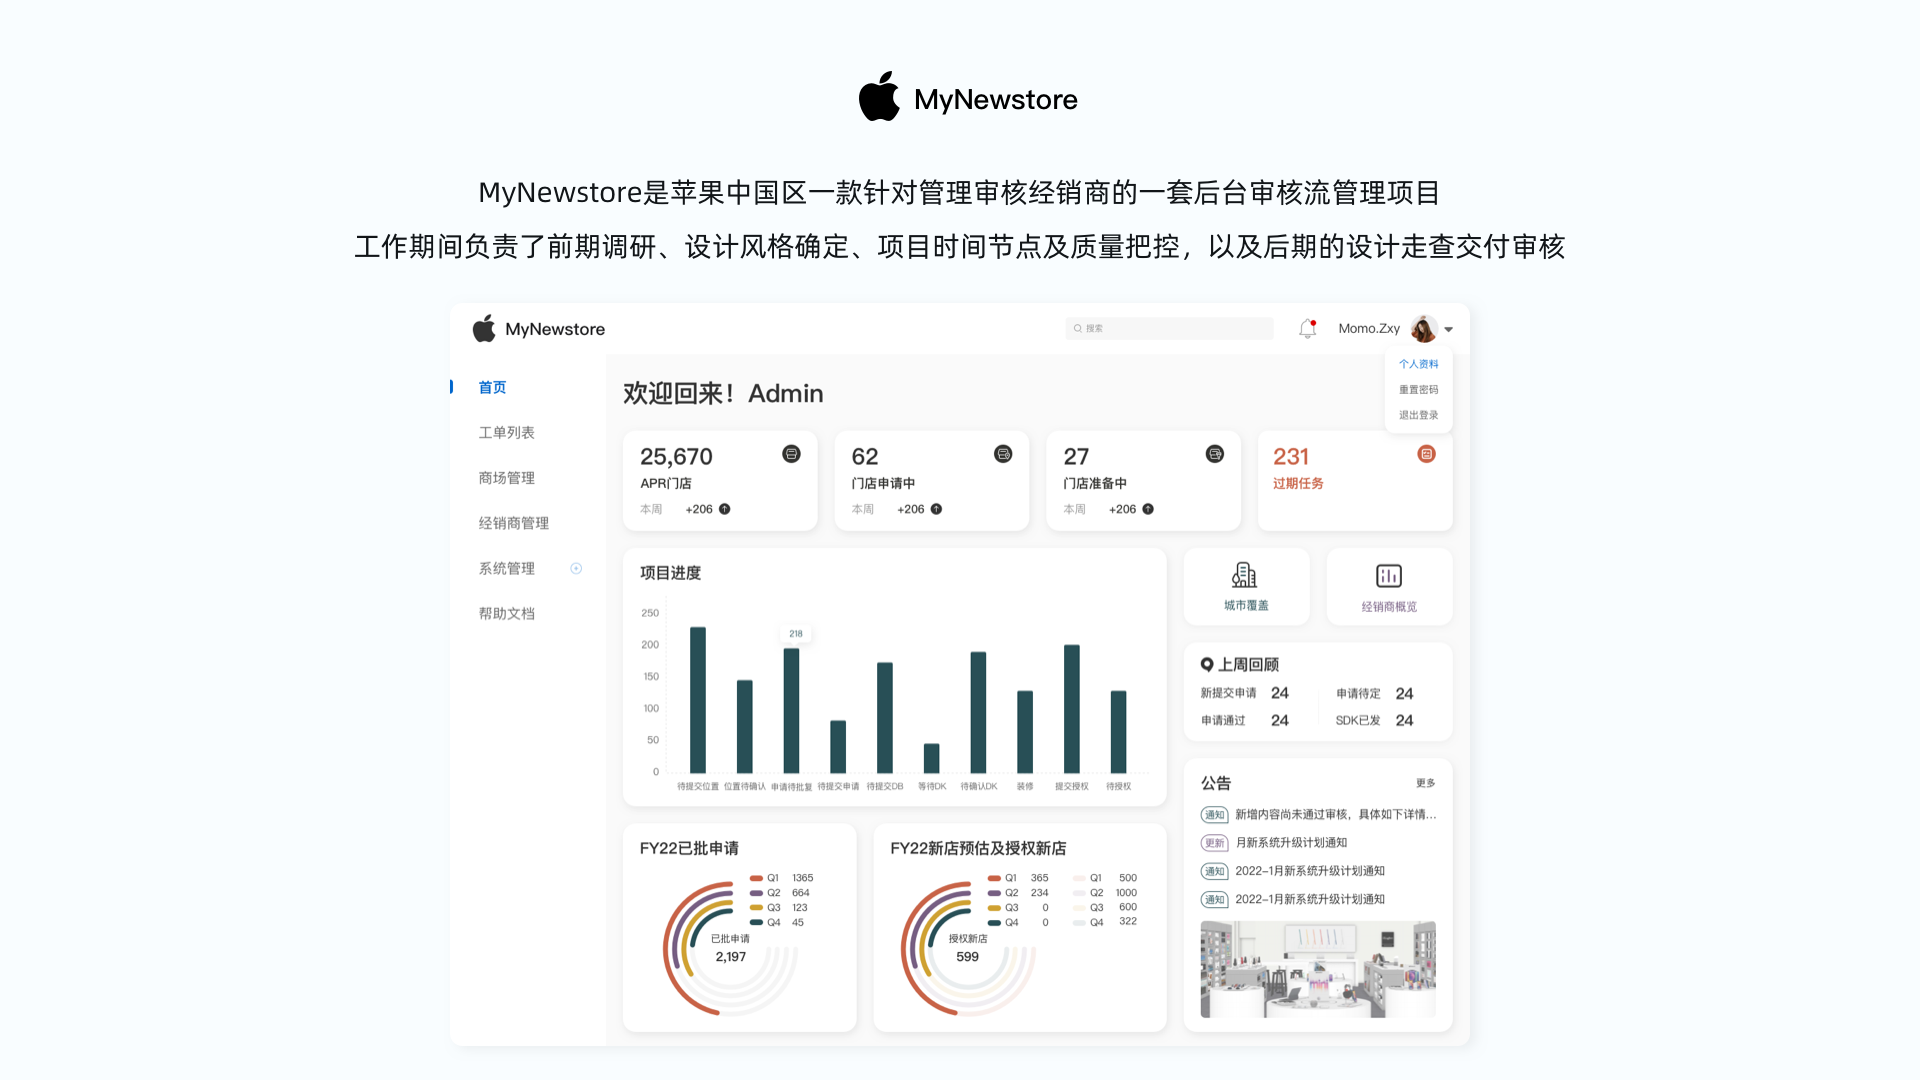 MyNewstore
MyNewstore是苹果中国区一款针对管理审核经销商的一套后台审核流管理项目
工作期间负责了前期调研、设计风格确定、项目时间节点及质量把控，以及后期的设计走查交付审核
MyNewstore
搜索
Momo.Zxy
个人资料
重置密码
退出登录
首页
工单列表
商场管理
经销商管理
系统管理
帮助文档
欢迎回来！Admin
25,670
APR门店
本周 +206
62
门店申请中
本周 +206
27
门店准备中
本周 +206
231
过期任务
项目进度
250
200
150
100
50
0
218
待提交位置 位置待确认 申请待批复 待提交申请 待提交DB 等待DK 待确认DK 装修 提交授权 待授权
城市覆盖
经销商概览
上周回顾
新提交申请 24 申请待定 24
申请通过 24 SDK已发 24
公告 更多
通知 新增内容尚未通过审核，具体如下详情...
更新 月新系统升级计划通知
通知 2022-1月新系统升级计划通知
通知 2022-1月新系统升级计划通知
mini
FY22已批申请
Q1 1365
Q2 664
Q3 123
Q4 45
已批申请
2,197
FY22新店预估及授权新店
Q1 365 Q1 500
Q2 234 Q2 1000
Q3 0 Q3 600
Q4 0 Q4 322
授权新店
599